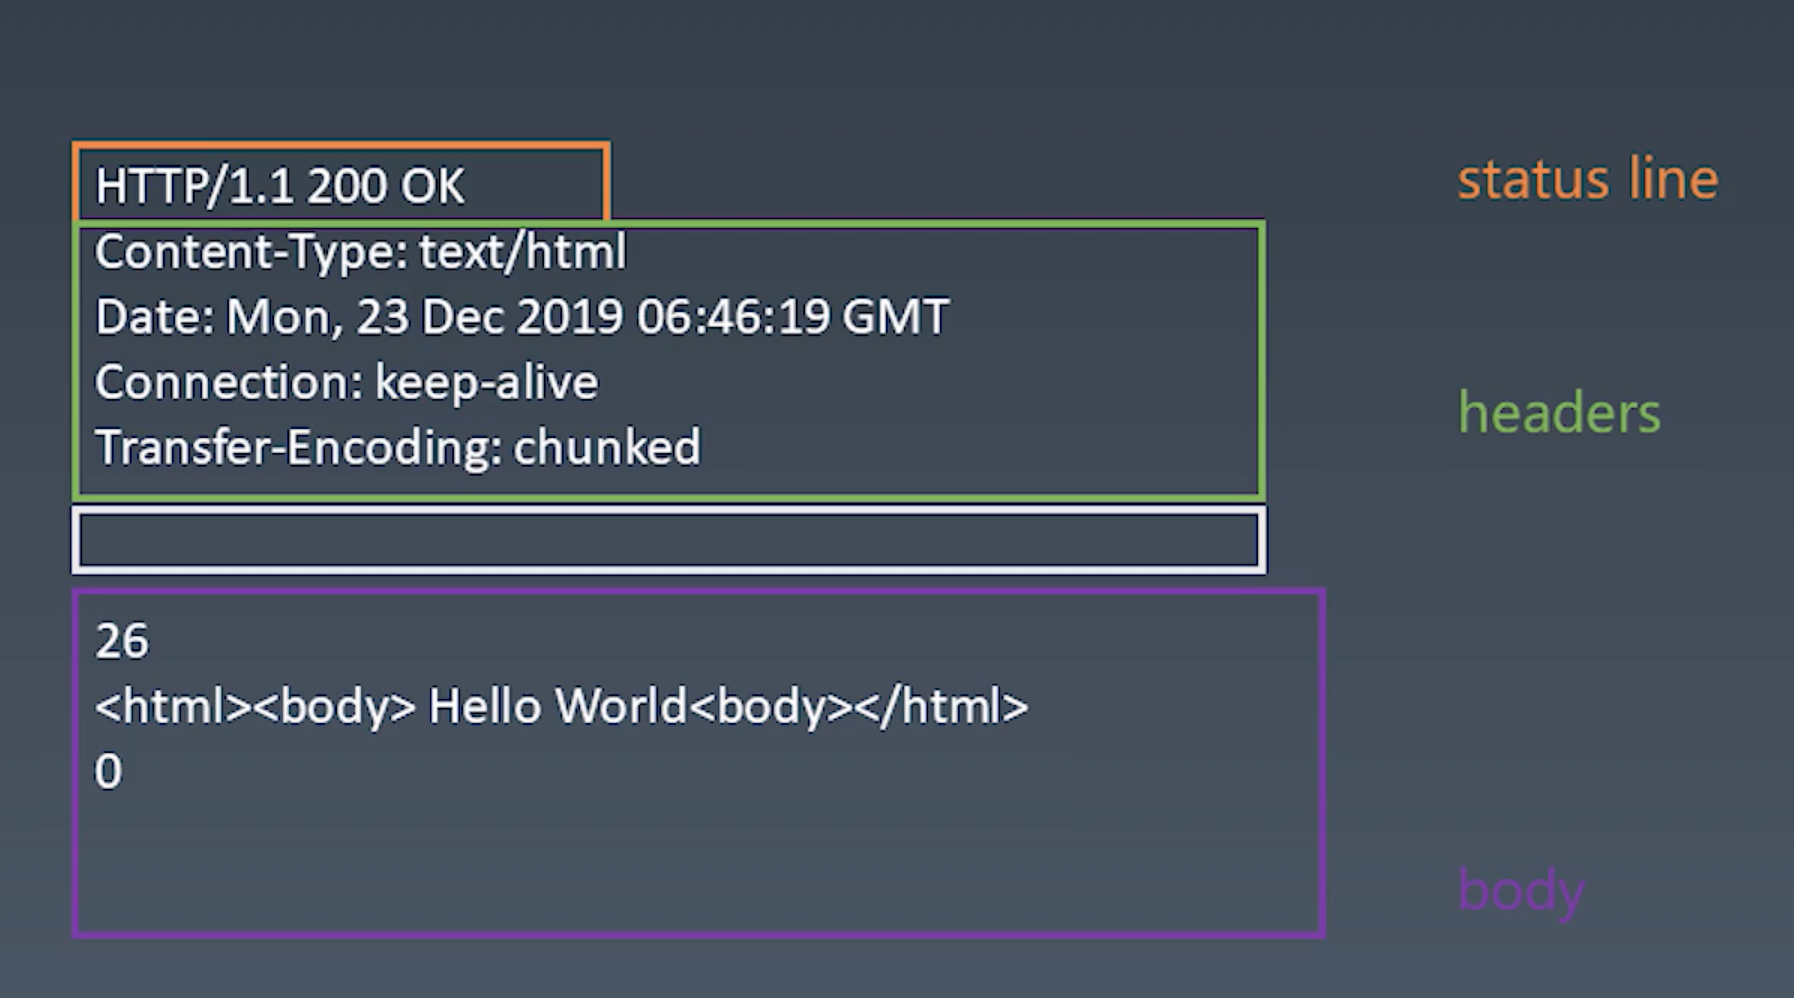 HTTP/1.1 200 OK
status line
Content-Type: text/html
Date: Mon, 23 Dec 2019 06:46:19 GMT
Connection: keep-alive
Transfer-Encoding: chunked
headers
26
<html><body> Hello World<body></html>
0
body